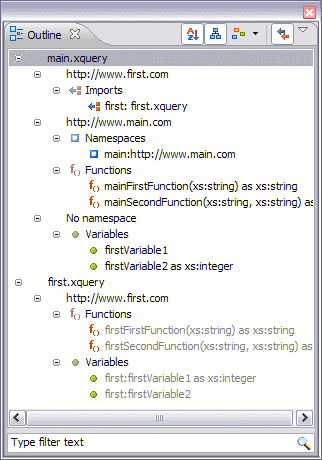 Outline
main.xquery
http://www.first.com
Imports
first: first.xquery
http://www.main.com
Namespaces
main:http://www.main.com
Functions
mainFirstFunction(xs:string) as xs:string
mainSecondFunction(xs:string, xs:string) as
No namespace
Variables
firstVariable1
firstVariable2 as xs:integer
first.xquery
http://www.first.com
Functions
firstFirstFunction(xs:string) as xs:string
firstSecondFunction(xs:string, xs:string) as
Variables
first:firstVariable1 as xs:integer
first:firstVariable2
Type filter text